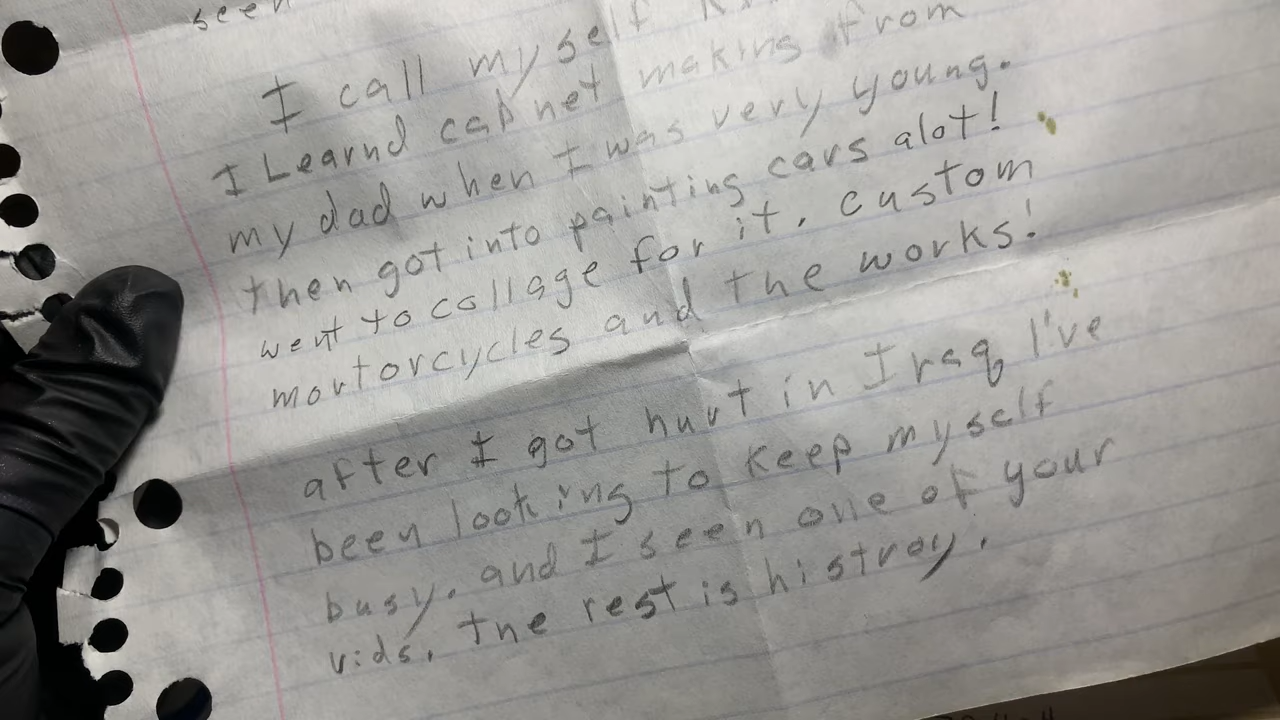 seen
I call myself
I Learnd cabnet making from
my dad when I was very young.
then got into painting cars alot!
went to collage for it. custom
mortorcycles and the works!
after I got hurt in Iraq I've
been looking to keep myself
busy. and I seen one of your
vids. the rest is histroy.